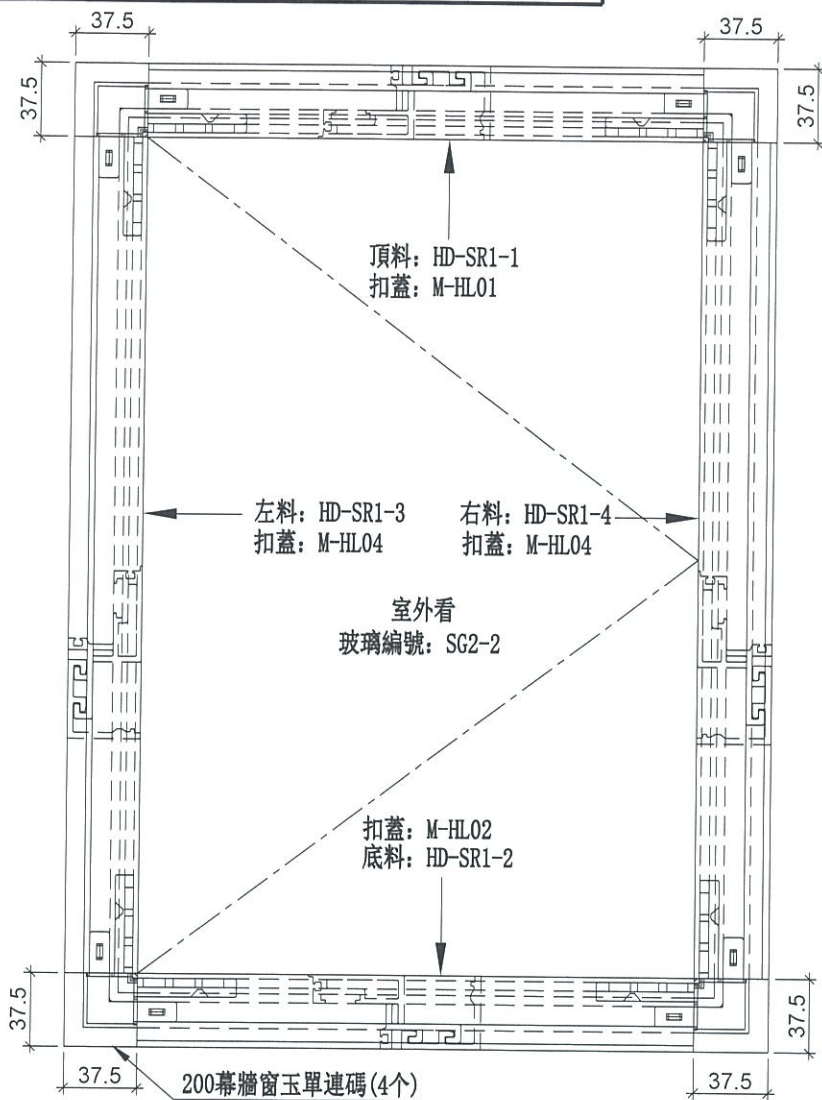 37.5
37.5
37.5
37.5
頂料: HD-SR1-1
扣蓋: M-HL01
左料: HD-SR1-3
扣蓋: M-HL04
右料: HD-SR1-4
扣蓋: M-HL04
室外看
玻璃編號: SG2-2
扣蓋: M-HL02
底料: HD-SR1-2
37.5
37.5
37.5
37.5
200幕牆窗玉單連碼(4个)